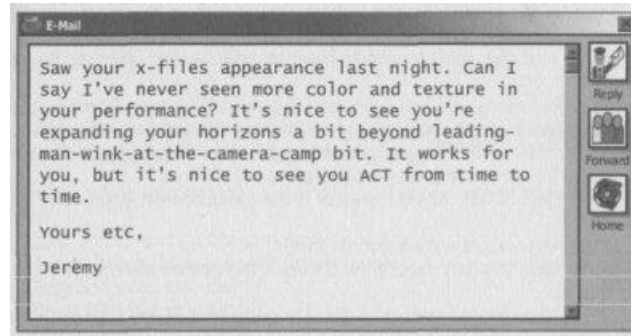 E-Mail
Saw your x-files appearance last night. Can I
say I've never seen more color and texture in
your performance? It's nice to see you're
expanding your horizons a bit beyond leading-
man-wink-at-the-camera-camp bit. It works for
you, but it's nice to see you ACT from time to
time.
Yours etc,
Jeremy
Reply
Forward
Home